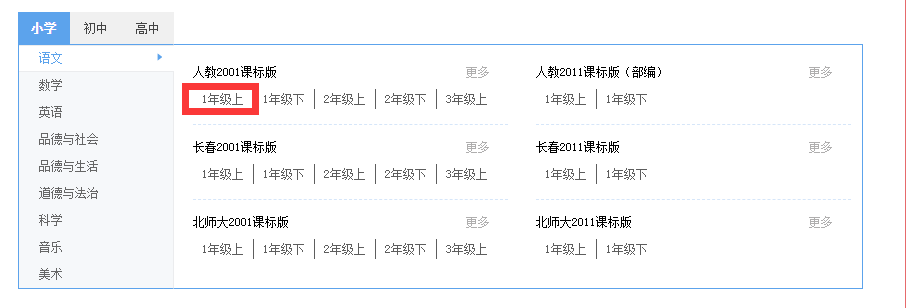 小学 初中 高中
语文
数学
英语
品德与社会
品德与生活
道德与法治
科学
音乐
美术
人教2001课标版 更多
1年级上 1年级下 2年级上 2年级下 3年级上
人教2011课标版（部编） 更多
1年级上 1年级下
长春2001课标版 更多
1年级上 1年级下 2年级上 2年级下 3年级上
长春2011课标版 更多
1年级上 1年级下
北师大2001课标版 更多
1年级上 1年级下 2年级上 2年级下 3年级上
北师大2011课标版 更多
1年级上 1年级下